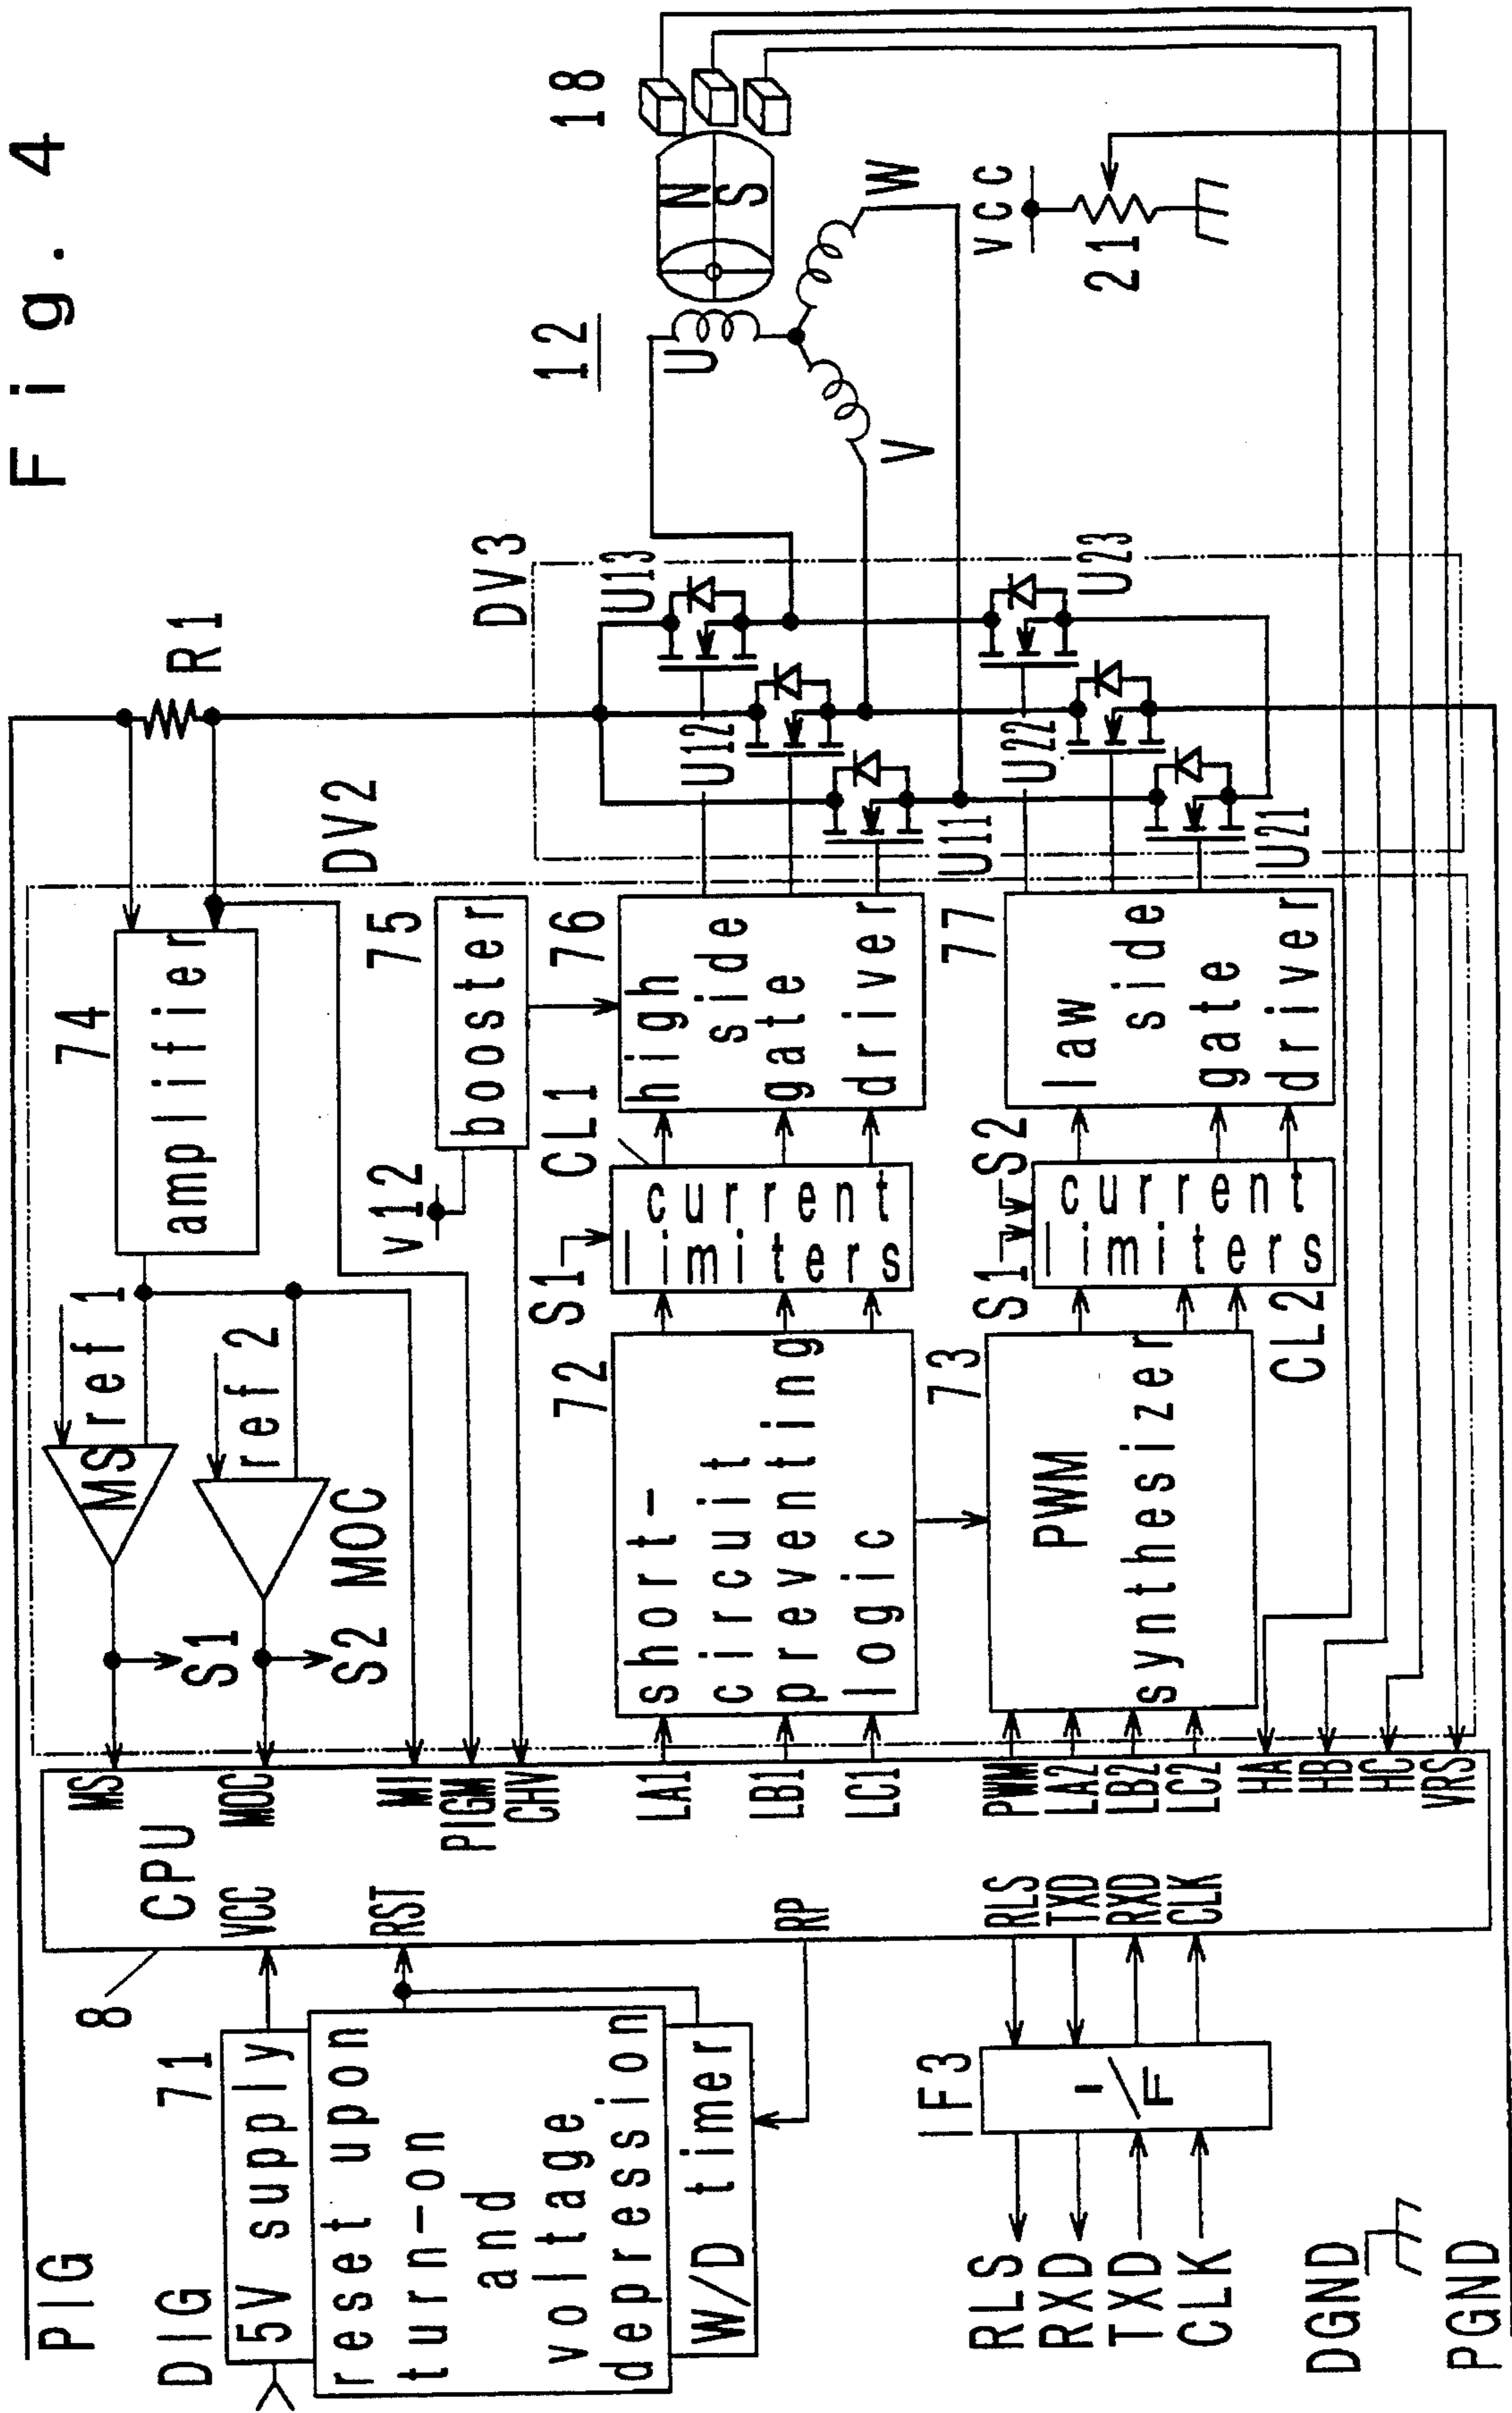 Fig. 4
PIG
DIG
71
5V supply
reset upon
turn-on
and
voltage
depression
W/D timer
8
CPU
VCC
RST
RP
RLS
TXD
RXD
CLK
MS
MOC
MI
PIGM
CHV
LA1
LB1
LC1
PWM
LA2
LB2
LC2
HA
HB
HC
VRS
IF3
I/F
RLS
RXD
TXD
CLK
DGND
PGND
MS
ref1
S1
ref2
S2
MOC
74
amplifier
R1
DV2
75
booster
v12
72
short-
circuit
preventing
logic
S1
CL1
current
limiters
76
high
side
gate
driver
73
PWM
synthesizer
S1
S2
CL2
current
limiters
77
law
side
gate
driver
DV3
U13
U12
U11
U23
U22
U21
12
U
V
W
N
S
18
vcc
21